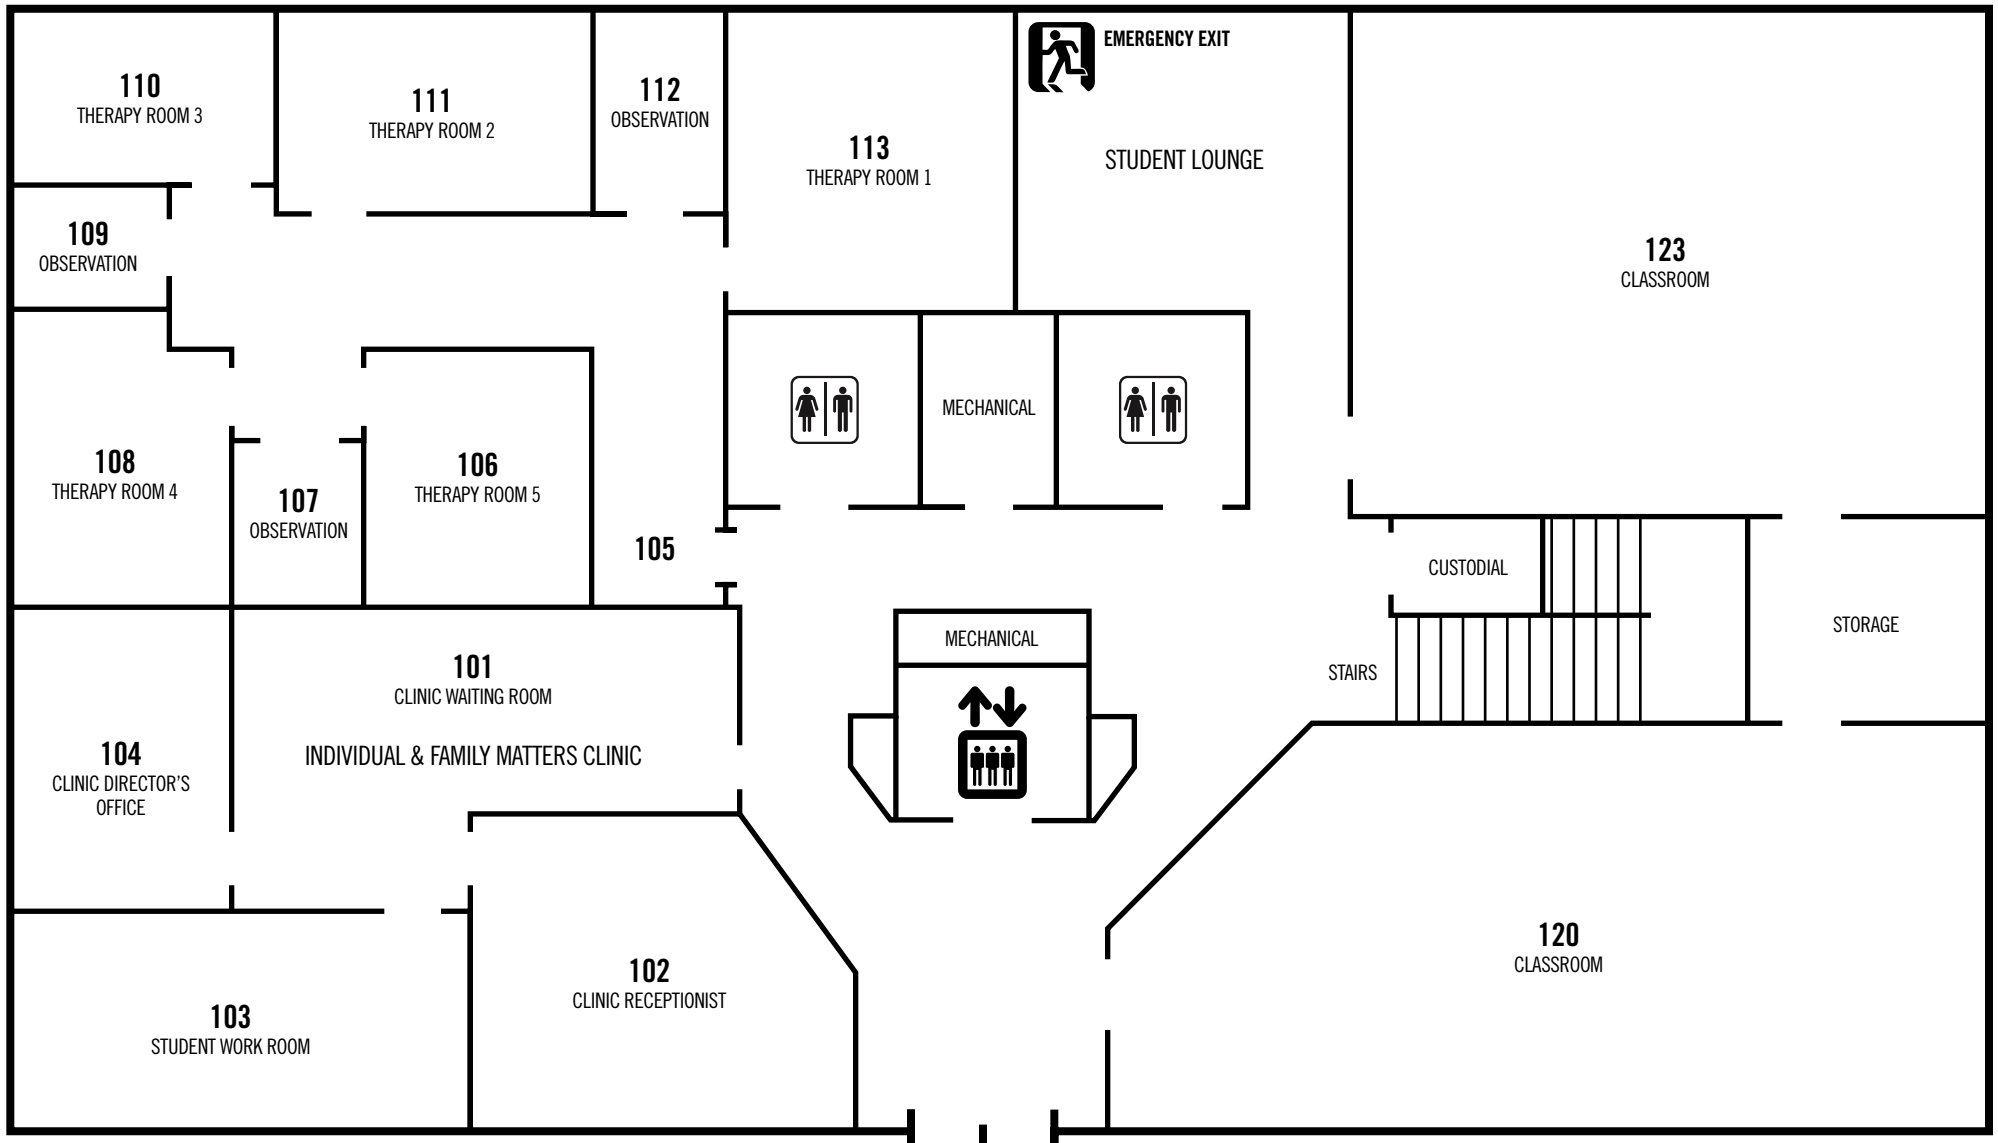 EMERGENCY EXIT
110
THERAPY ROOM 3
111
THERAPY ROOM 2
112
OBSERVATION
113
THERAPY ROOM 1
STUDENT LOUNGE
109
OBSERVATION
123
CLASSROOM
MECHANICAL
108
THERAPY ROOM 4
107
OBSERVATION
106
THERAPY ROOM 5
105
CUSTODIAL
STORAGE
STAIRS
MECHANICAL
101
CLINIC WAITING ROOM
INDIVIDUAL & FAMILY MATTERS CLINIC
104
CLINIC DIRECTOR'S
OFFICE
102
CLINIC RECEPTIONIST
103
STUDENT WORK ROOM
120
CLASSROOM